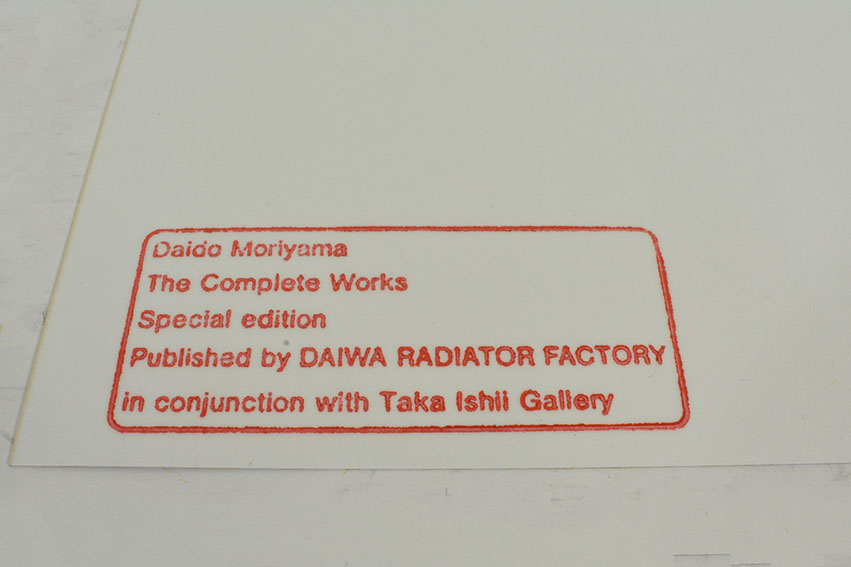 Daido Moriyama
The Complete Works
Special edition
Published by DAIWA RADIATOR FACTORY
in conjunction with Taka Ishii Gallery